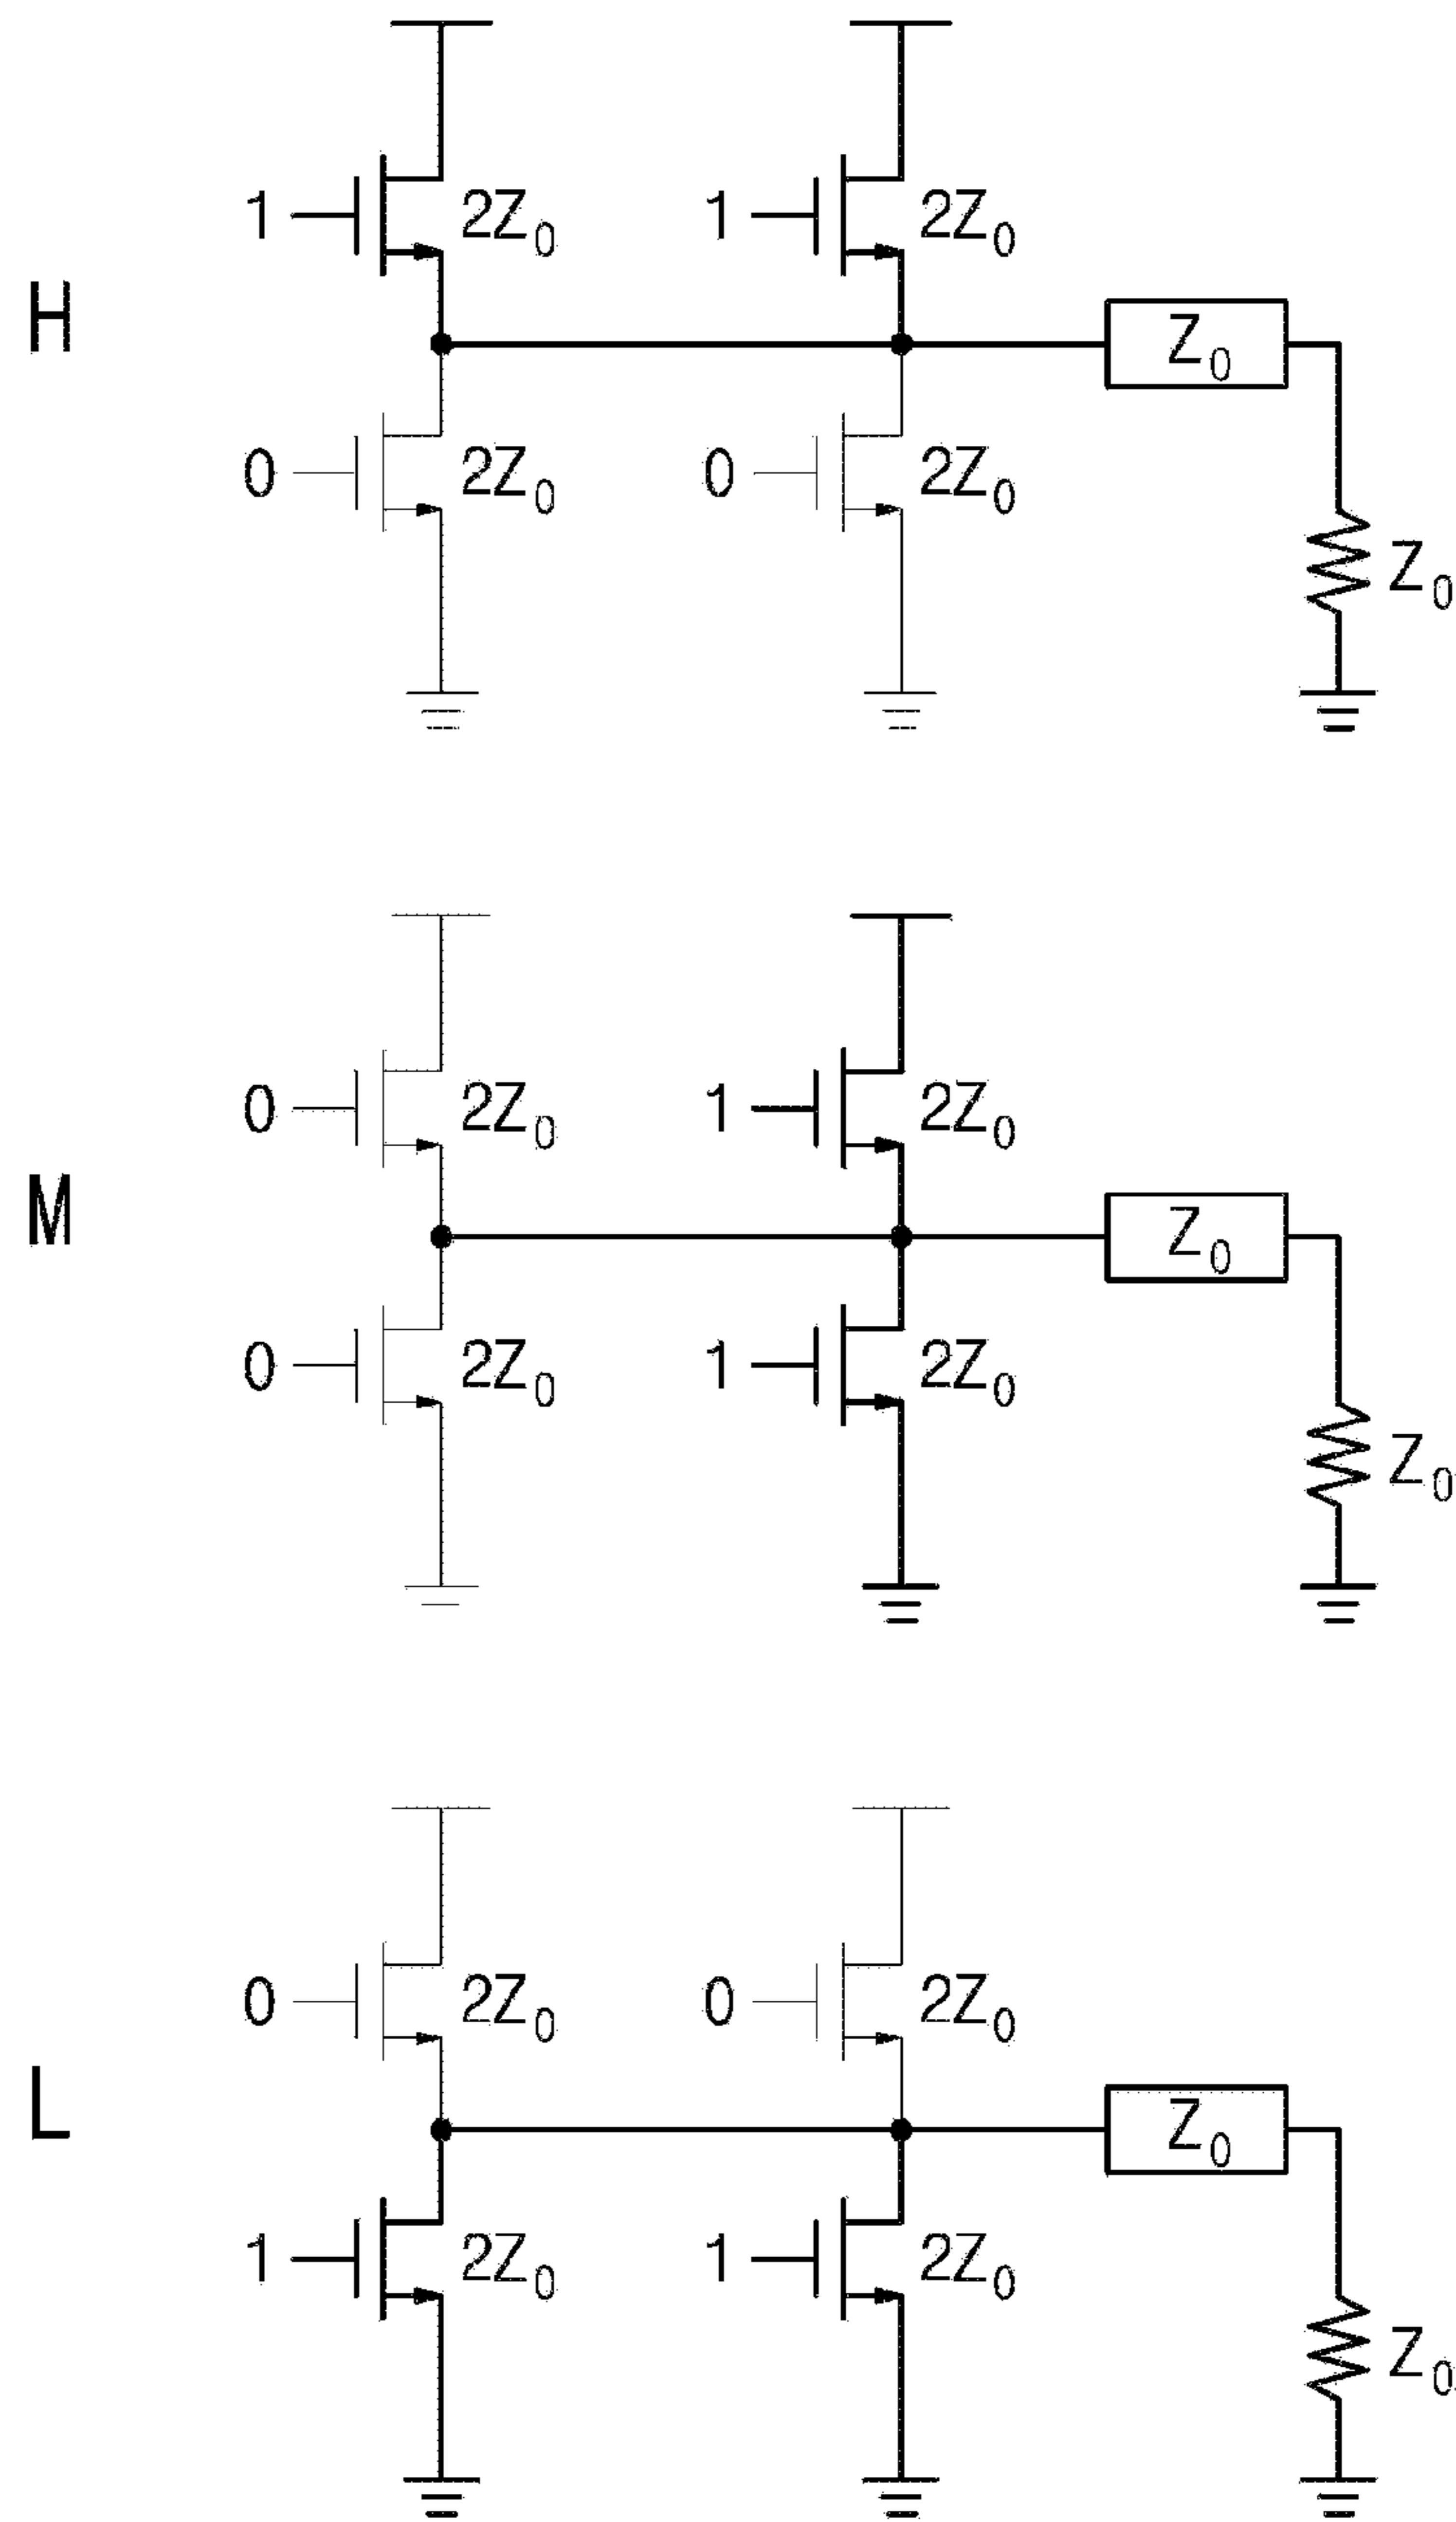 1 2Z₀ 1 2Z₀
H Z₀
0 2Z₀ 0 2Z₀
Z₀
0 2Z₀ 1 2Z₀
M Z₀
0 2Z₀ 1 2Z₀
Z₀
0 2Z₀ 0 2Z₀
L Z₀
1 2Z₀ 1 2Z₀
Z₀